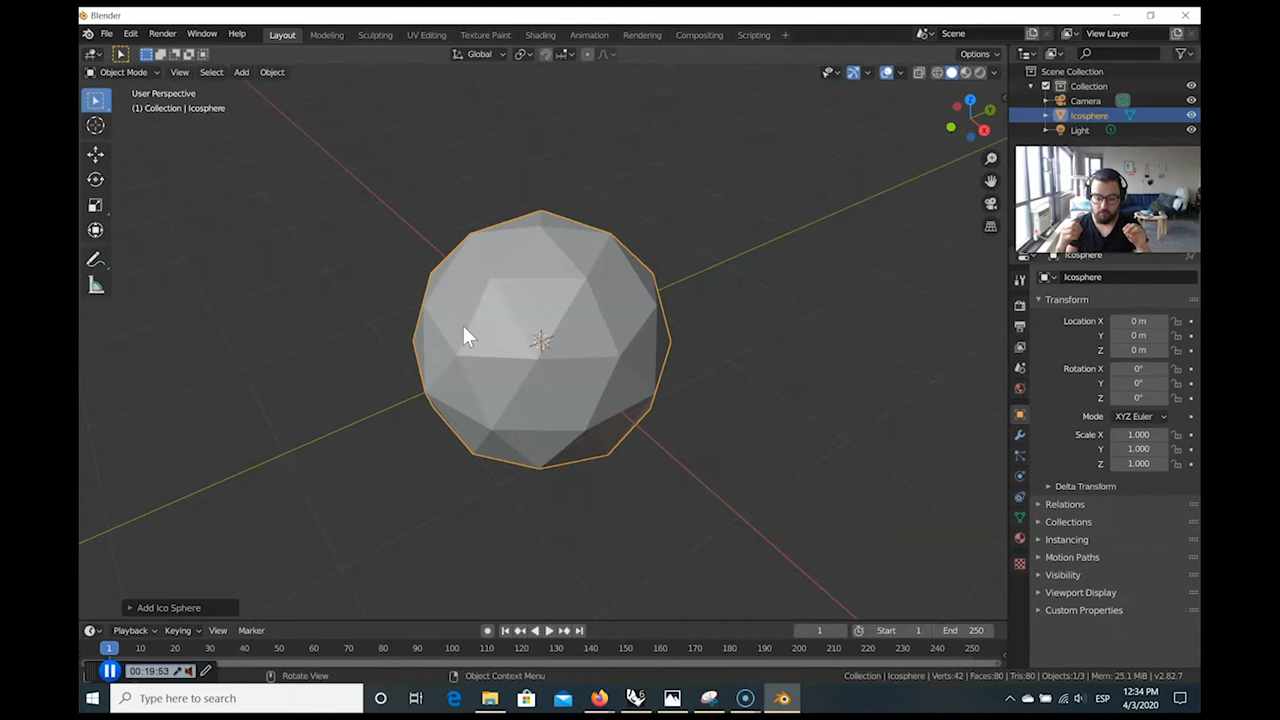 Blender
File Edit Render Window Help Layout Modeling Sculpting UV Editing Texture Paint Shading Animation Rendering Compositing Scripting + Scene View Layer
Global Options
Object Mode View Select Add Object
User Perspective
(1) Collection | Icosphere
Z
Y
X
Scene Collection
Collection
Camera
Icosphere
Light
Icosphere
Icosphere
Transform
Location X 0 m
Y 0 m
Z 0 m
Rotation X 0°
Y 0°
Z 0°
Mode XYZ Euler
Scale X 1.000
Y 1.000
Z 1.000
Delta Transform
Relations
Collections
Instancing
Motion Paths
Visibility
Viewport Display
Custom Properties
Add Ico Sphere
Playback Keying View Marker 1 Start 1 End 250
1 10 20 30 40 50 60 70 80 90 100 110 120 130 140 150 160 170 180 190 200 210 220 230 240 250
00:19:53 Rotate View Object Context Menu Collection | Icosphere | Verts:42 | Faces:80 | Tris:80 | Objects:1/3 | Mem: 25.1 MiB | v2.82.7
Type here to search ESP 12:34 PM
4/3/2020